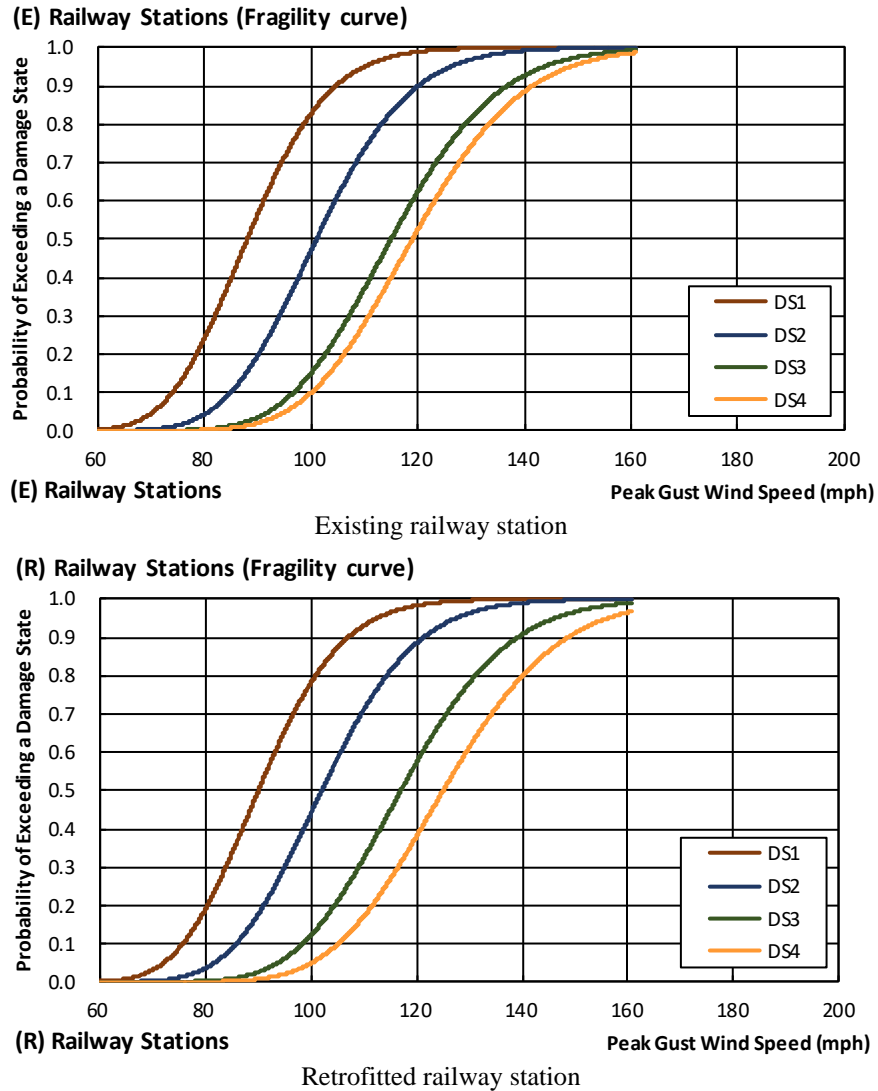 (E) Railway Stations (Fragility curve)
Probability of Exceeding a Damage State
1.0
0.9
0.8
0.7
0.6
0.5
0.4
0.3
0.2
0.1
0.0
DS1
DS2
DS3
DS4
60 80 100 120 140 160 180 200
(E) Railway Stations Peak Gust Wind Speed (mph)
Existing railway station
(R) Railway Stations (Fragility curve)
Probability of Exceeding a Damage State
1.0
0.9
0.8
0.7
0.6
0.5
0.4
0.3
0.2
0.1
0.0
DS1
DS2
DS3
DS4
60 80 100 120 140 160 180 200
(R) Railway Stations Peak Gust Wind Speed (mph)
Retrofitted railway station